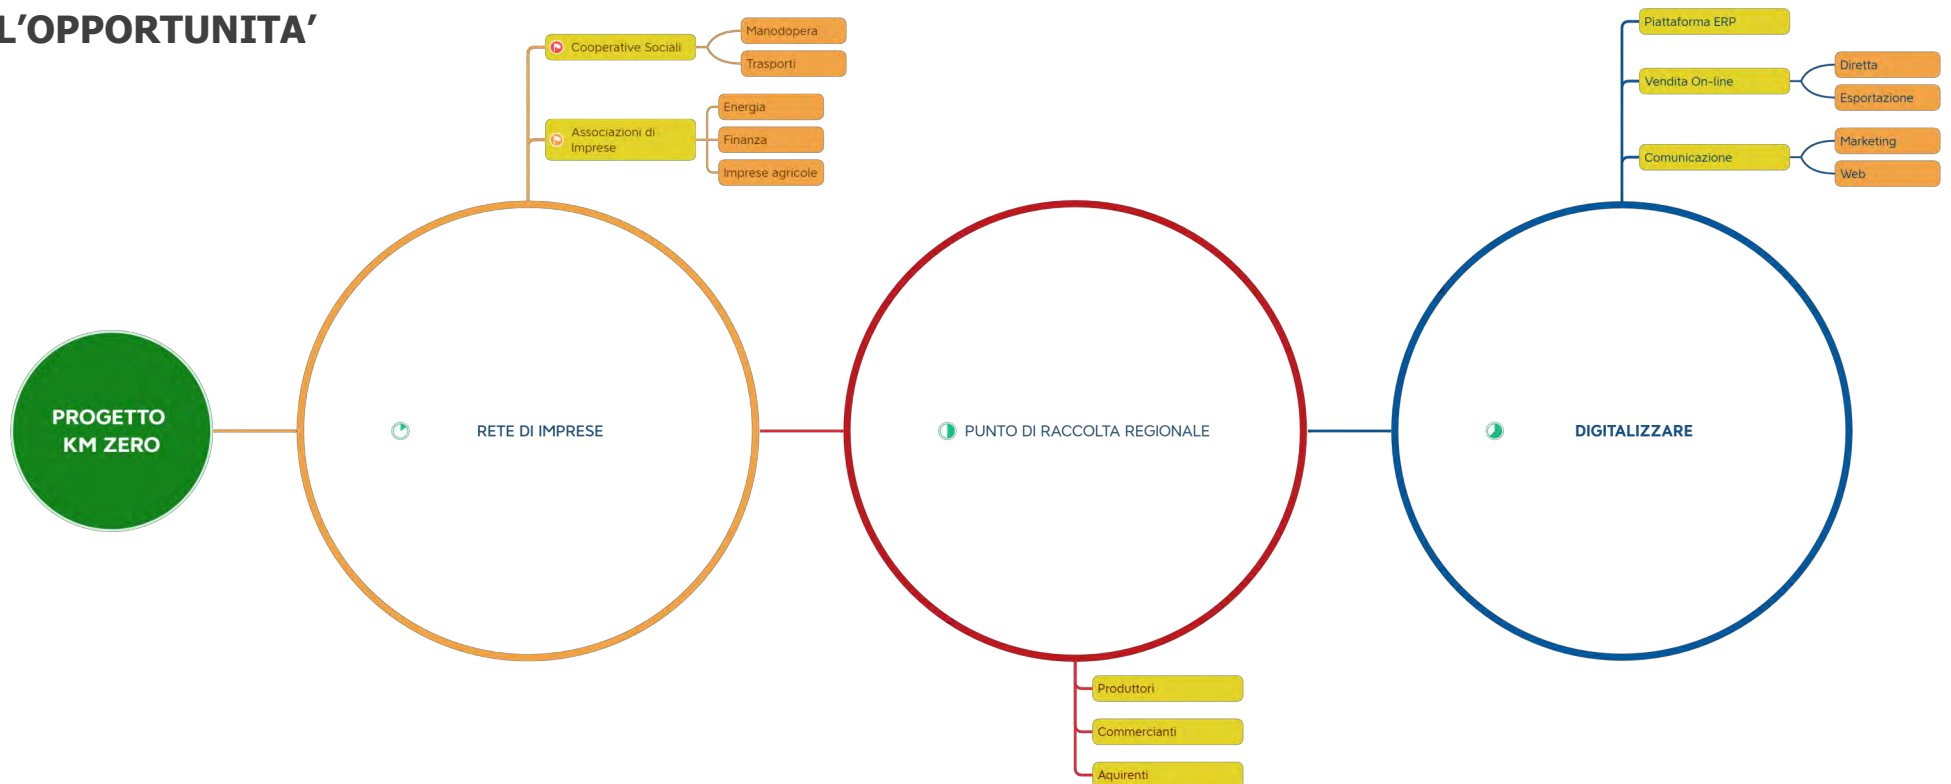 L’OPPORTUNITA’
Cooperative Sociali
Manodopera
Trasporti
Associazioni di
Imprese
Energia
Finanza
Imprese agricole
Piattaforma ERP
Vendita On-line
Diretta
Esportazione
Comunicazione
Marketing
Web
PROGETTO
KM ZERO
RETE DI IMPRESE
PUNTO DI RACCOLTA REGIONALE
DIGITALIZZARE
Produttori
Commercianti
Aquirenti